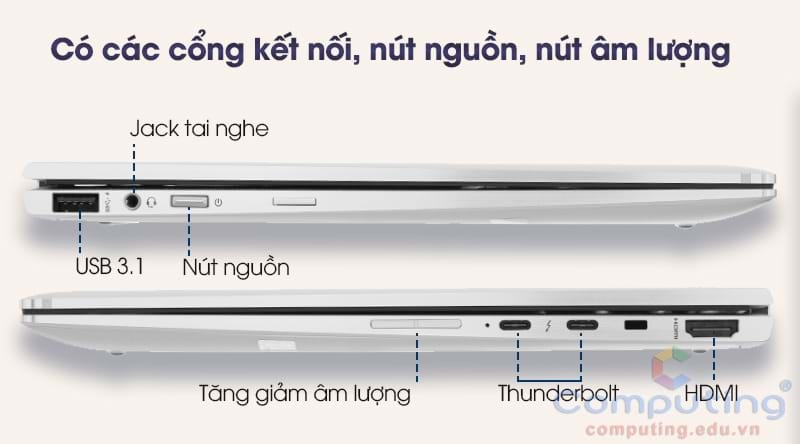 Có các cổng kết nối, nút nguồn, nút âm lượng
Jack tai nghe
USB 3.1
Nút nguồn
Tăng giảm âm lượng
Thunderbolt
HDMI
HDMI
Computing®
computing.edu.vn